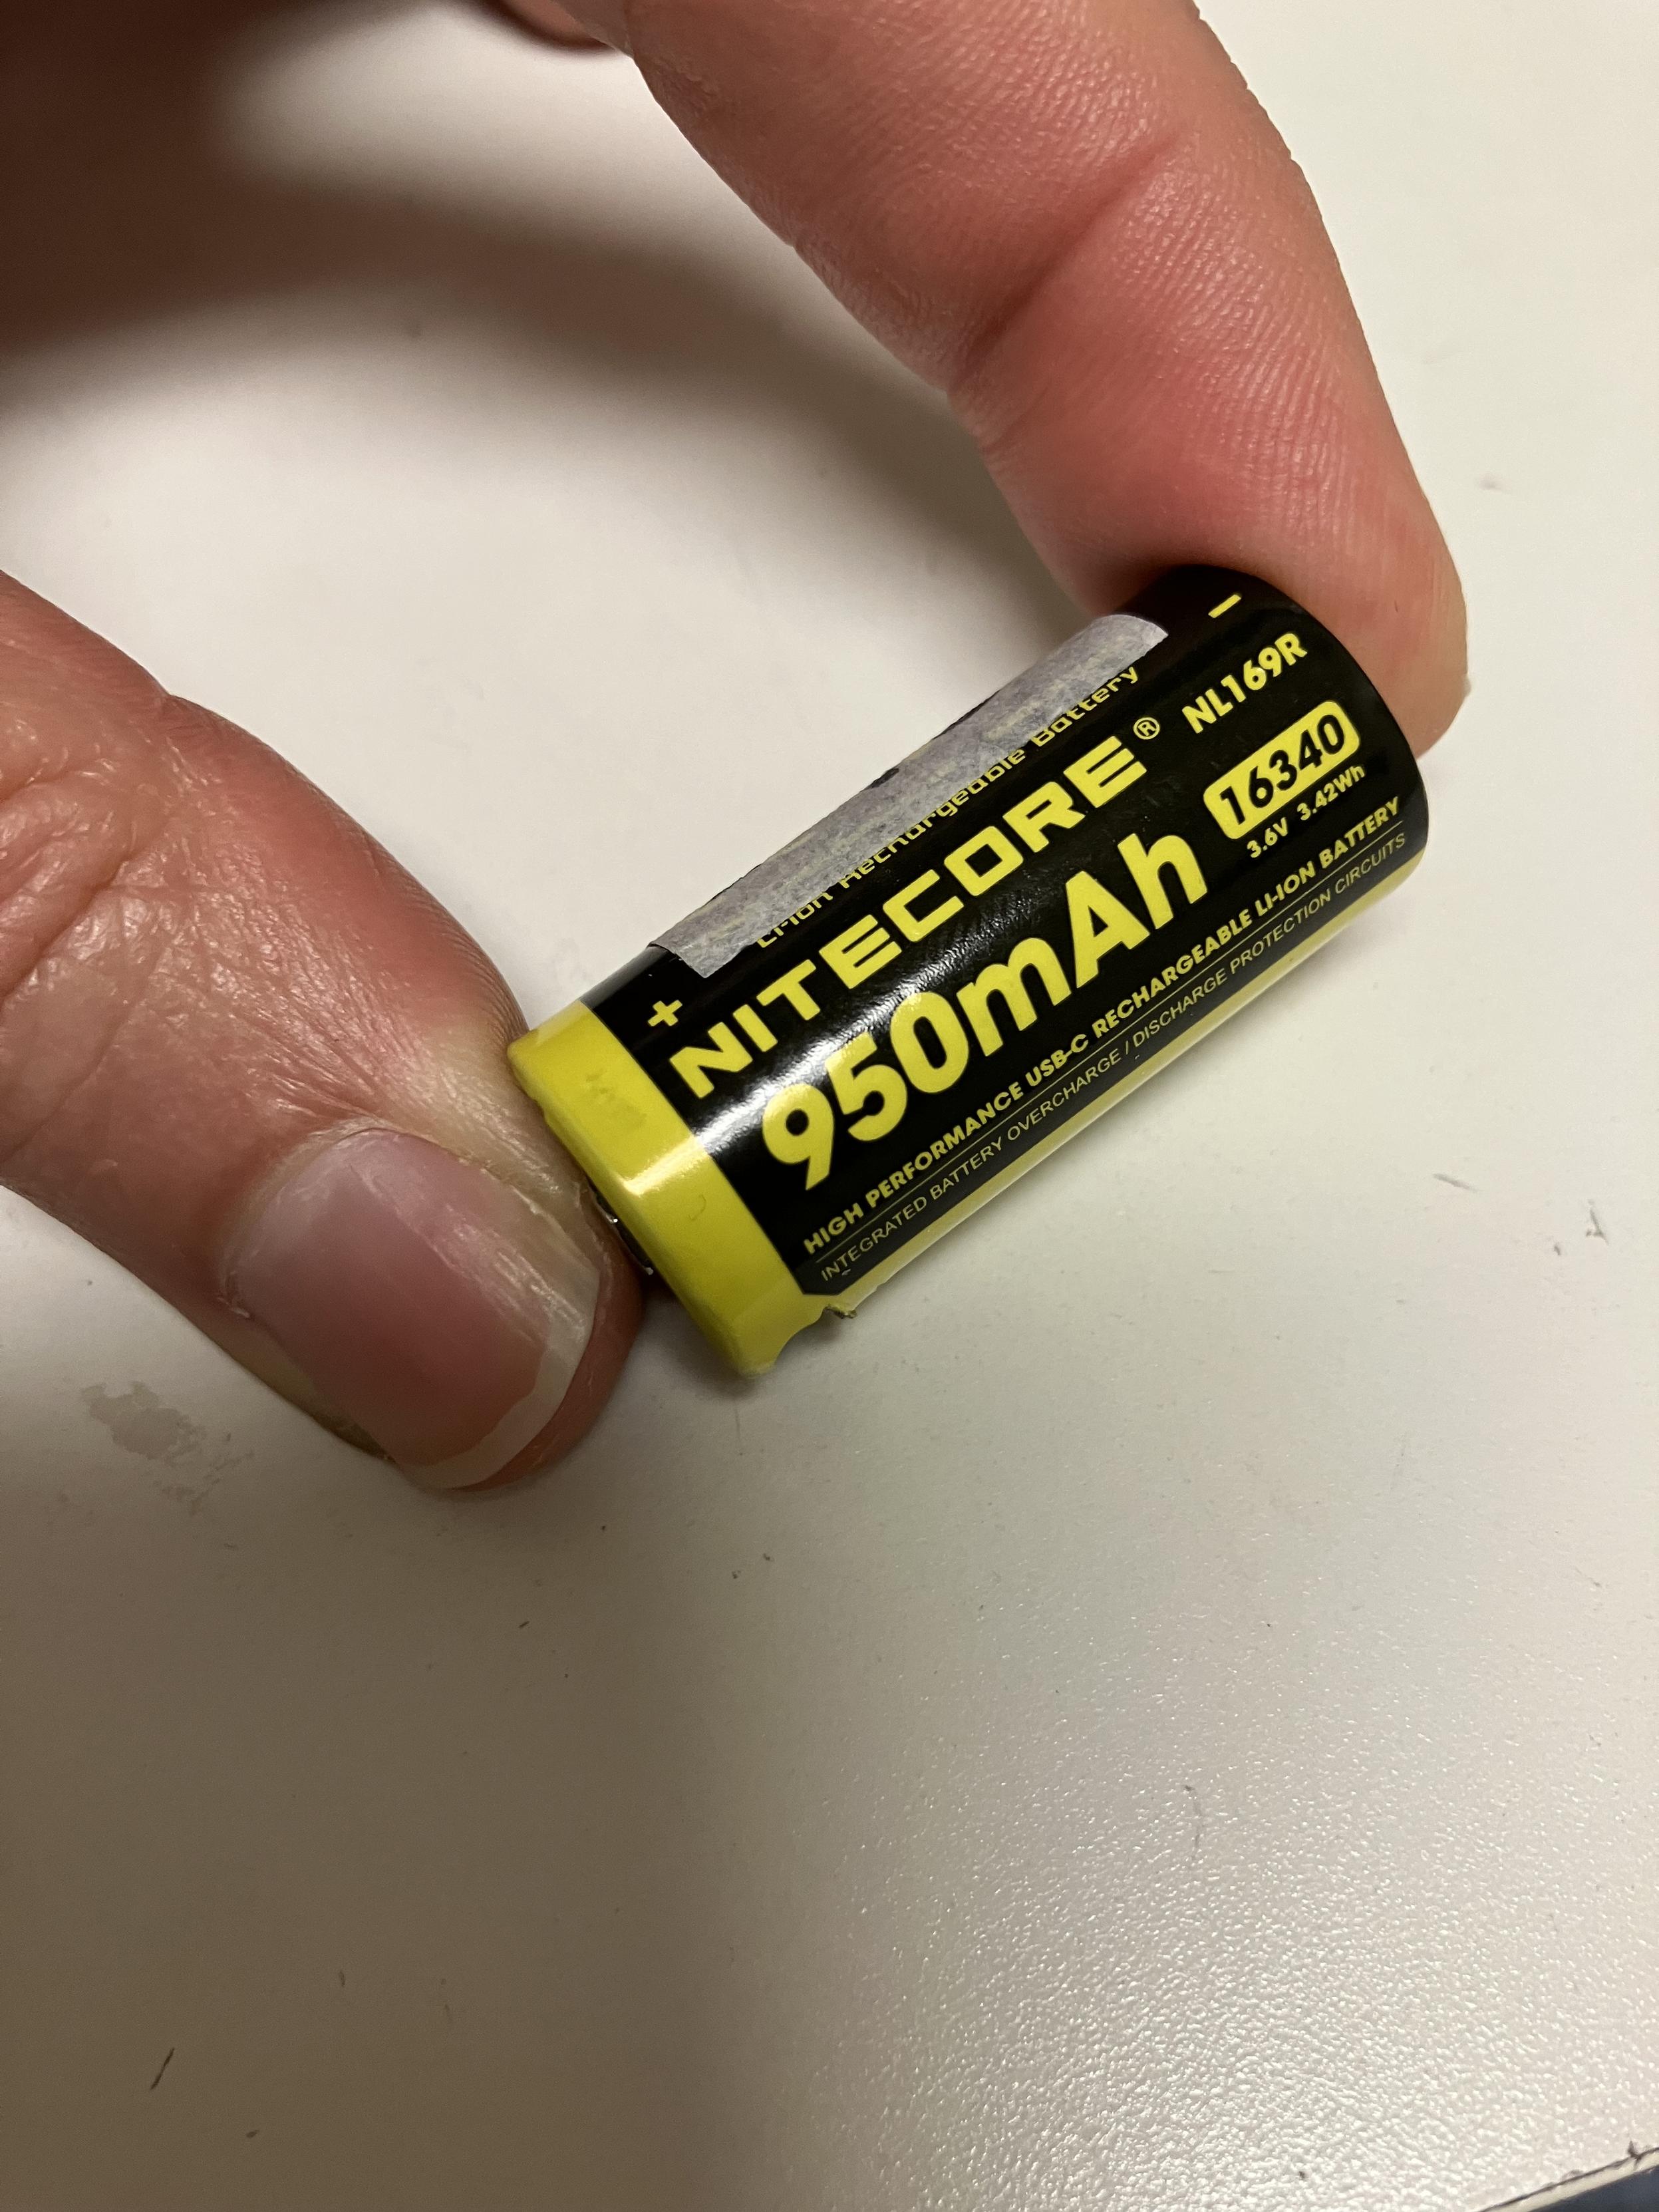 + −
Li-ion Rechargeable Battery
NITECORE® NL169R
950mAh 16340
3.6V 3.42Wh
HIGH PERFORMANCE USB-C RECHARGEABLE LI-ION BATTERY
INTEGRATED BATTERY OVERCHARGE / DISCHARGE PROTECTION CIRCUITS